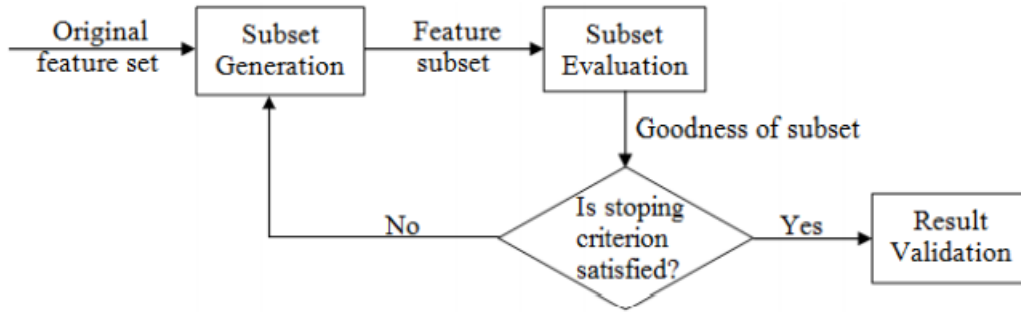 Original
feature set
Subset
Generation
Feature
subset
Subset
Evaluation
Goodness of subset
Is stoping
criterion
satisfied?
No
Yes
Result
Validation